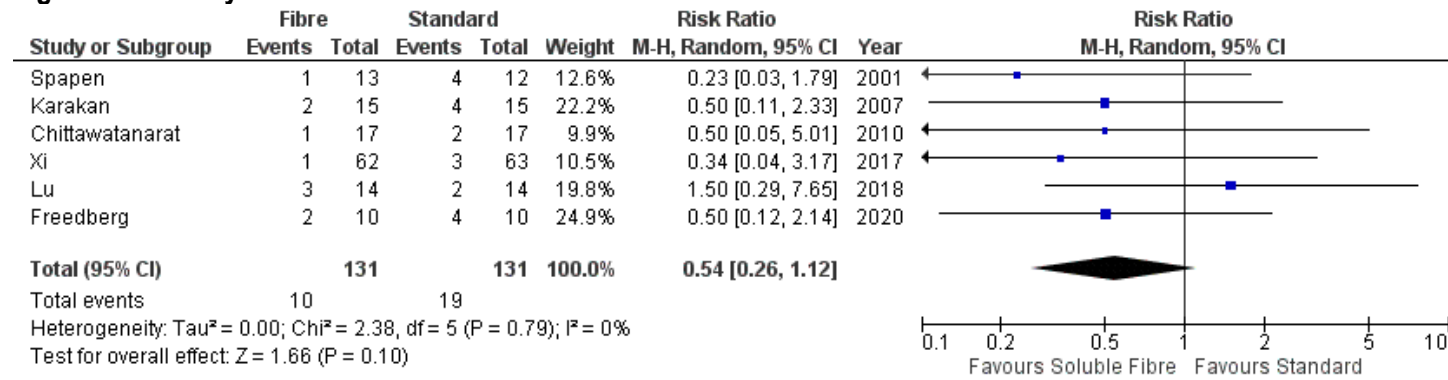 Fibre Standard Risk Ratio Risk Ratio
Study or Subgroup Events Total Events Total Weight M-H, Random, 95% CI Year M-H, Random, 95% CI
Spapen 1 13 4 12 12.6% 0.23 [0.03, 1.79] 2001
Karakan 2 15 4 15 22.2% 0.50 [0.11, 2.33] 2007
Chittawatanarat 1 17 2 17 9.9% 0.50 [0.05, 5.01] 2010
Xi 1 62 3 63 10.5% 0.34 [0.04, 3.17] 2017
Lu 3 14 2 14 19.8% 1.50 [0.29, 7.65] 2018
Freedberg 2 10 4 10 24.9% 0.50 [0.12, 2.14] 2020
Total (95% CI) 131 131 100.0% 0.54 [0.26, 1.12]
Total events 10 19
Heterogeneity: Tau² = 0.00; Chi² = 2.38, df = 5 (P = 0.79); I² = 0%
Test for overall effect: Z = 1.66 (P = 0.10)
0.1 0.2 0.5 1 2 5 10
Favours Soluble Fibre Favours Standard